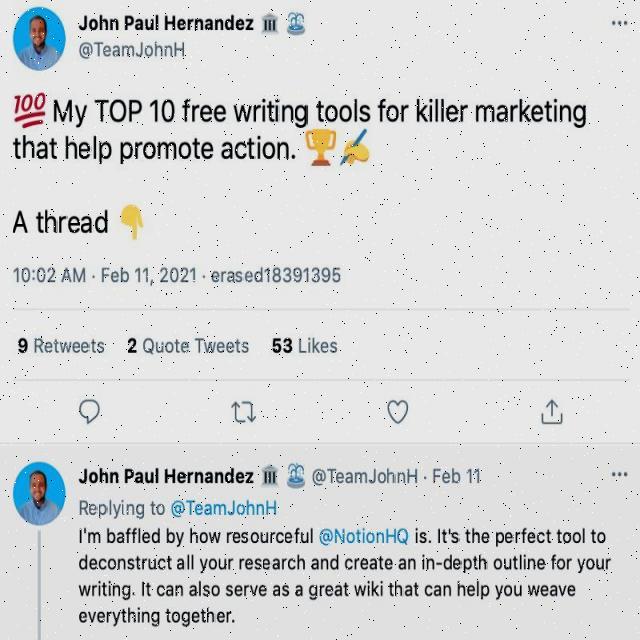 John Paul Hernandez 🏛️ ⛲
@TeamJohnH
💯 My TOP 10 free writing tools for killer marketing
that help promote action. 🏆✍️
A thread 👇
10:02 AM · Feb 11, 2021 · erased18391395
9 Retweets 2 Quote Tweets 53 Likes
John Paul Hernandez 🏛️ ⛲ @TeamJohnH · Feb 11
Replying to @TeamJohnH
I'm baffled by how resourceful @NotionHQ is. It's the perfect tool to
deconstruct all your research and create an in-depth outline for your
writing. It can also serve as a great wiki that can help you weave
everything together.